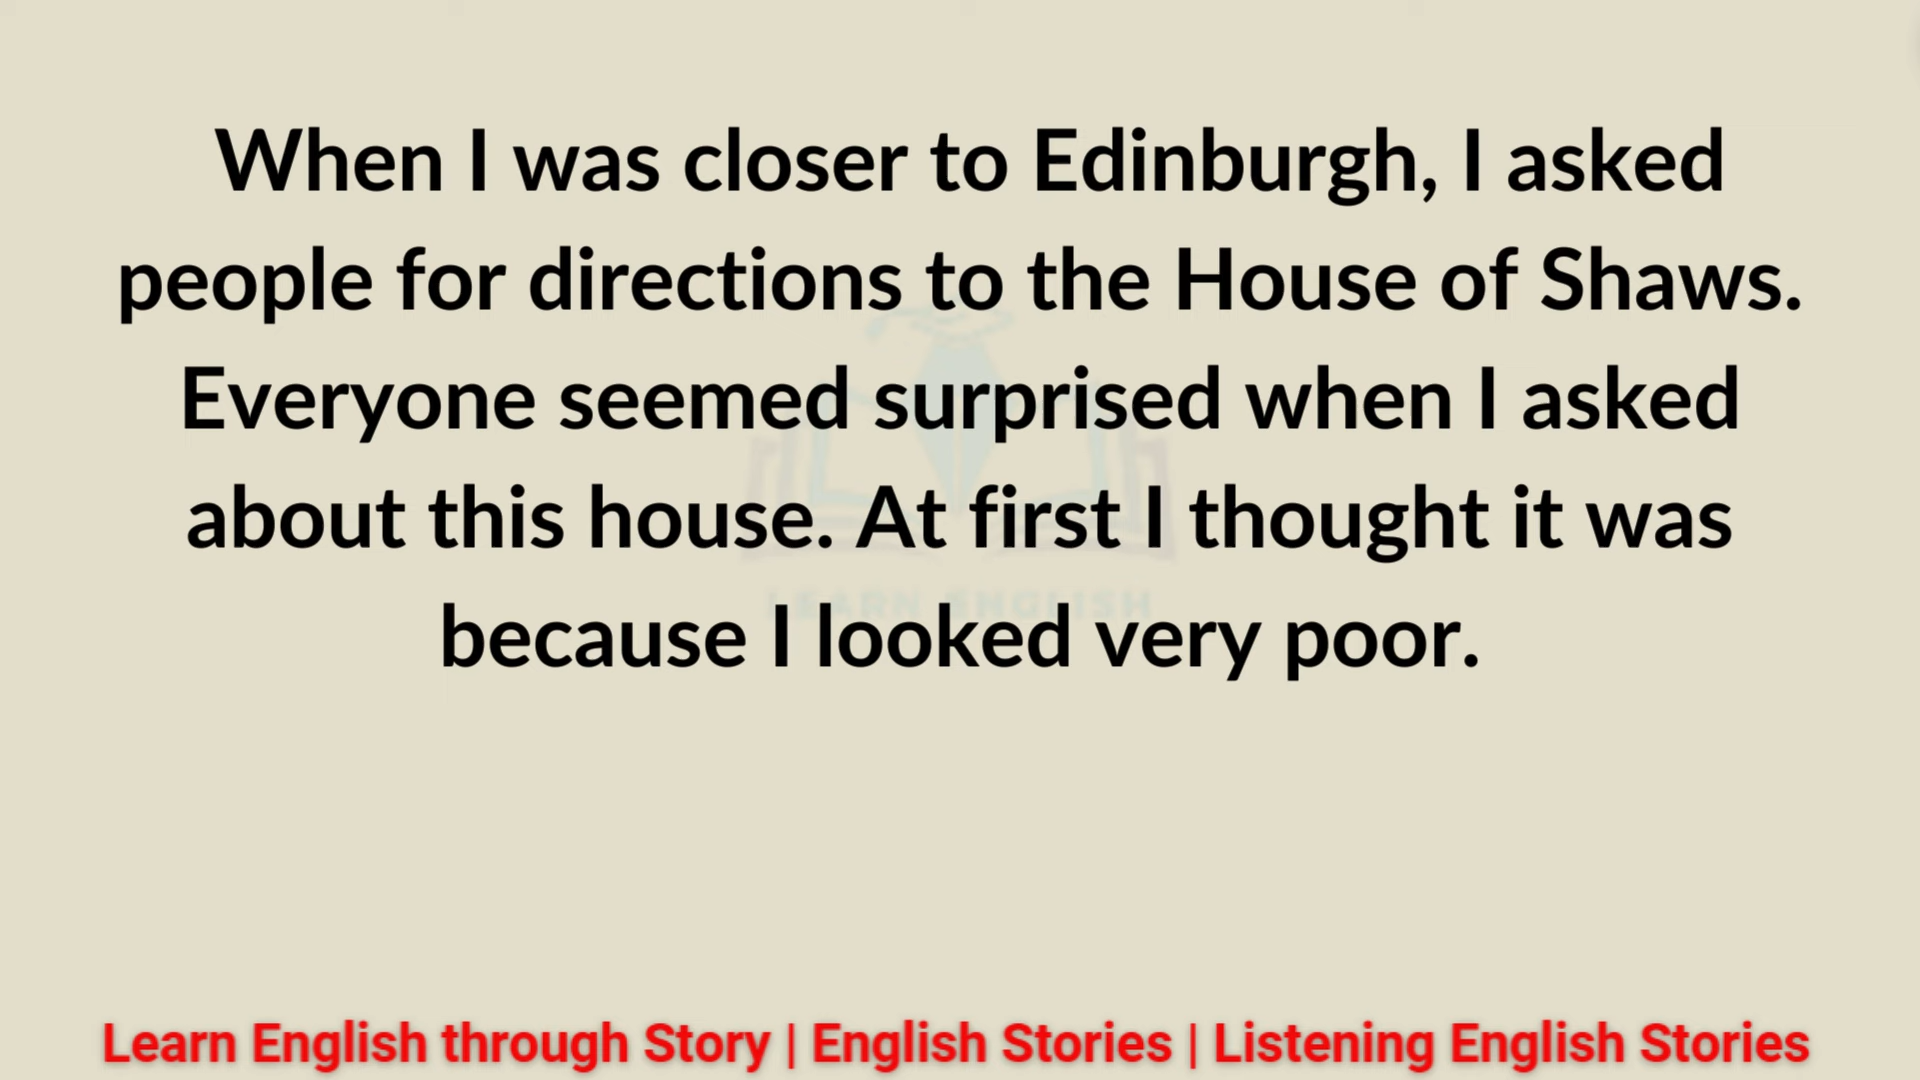 When I was closer to Edinburgh, I asked
people for directions to the House of Shaws.
Everyone seemed surprised when I asked
about this house. At first I thought it was
LEARN ENGLISH
because I looked very poor.
Learn English through Story | English Stories | Listening English Stories